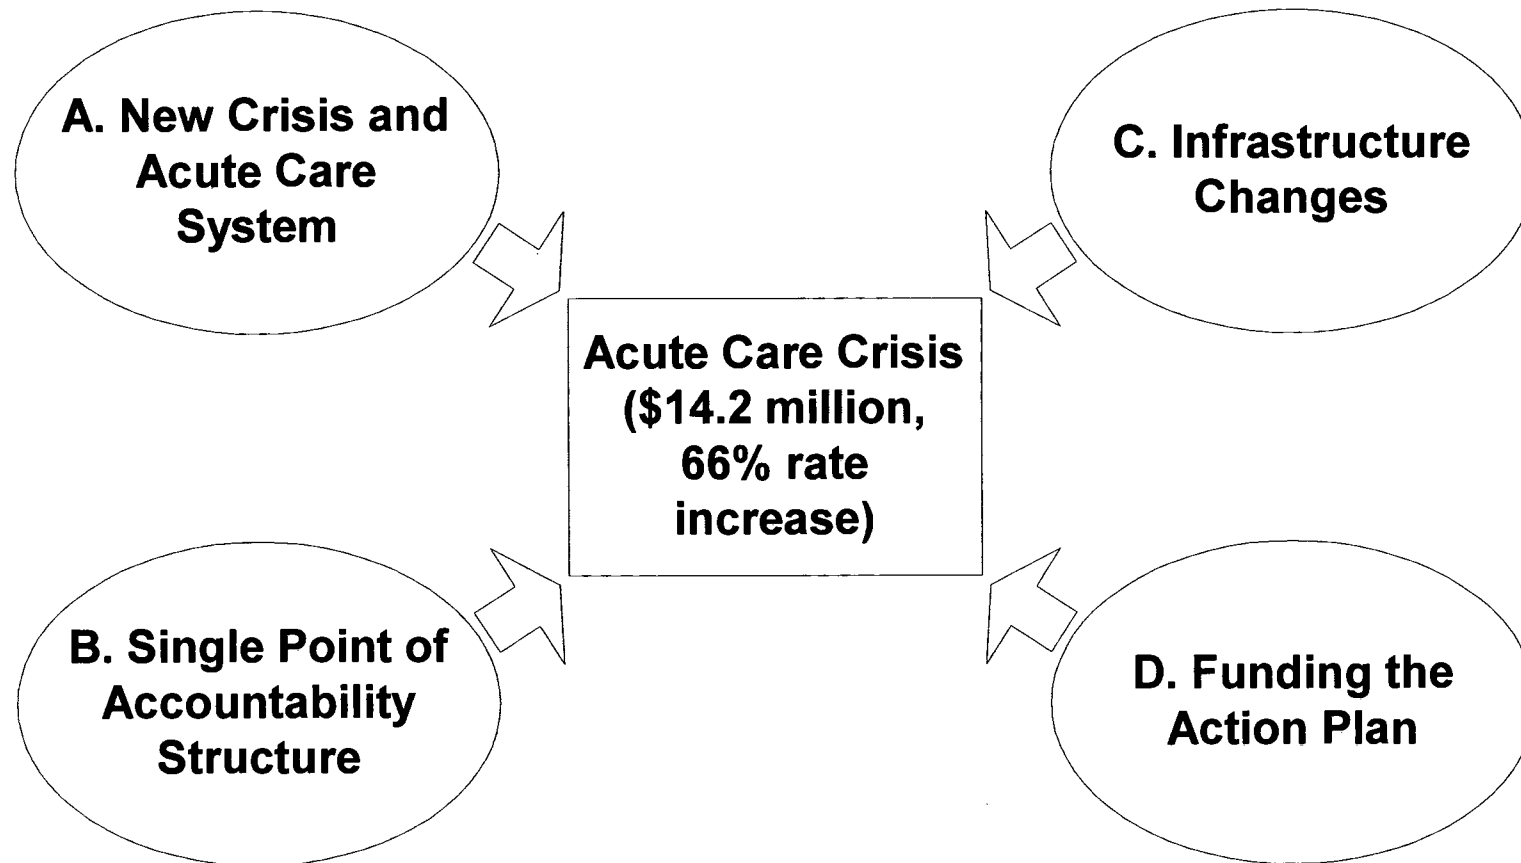 A. New Crisis and
Acute Care
System
C. Infrastructure
Changes
Acute Care Crisis
($14.2 million,
66% rate
increase)
B. Single Point of
Accountability
Structure
D. Funding the
Action Plan